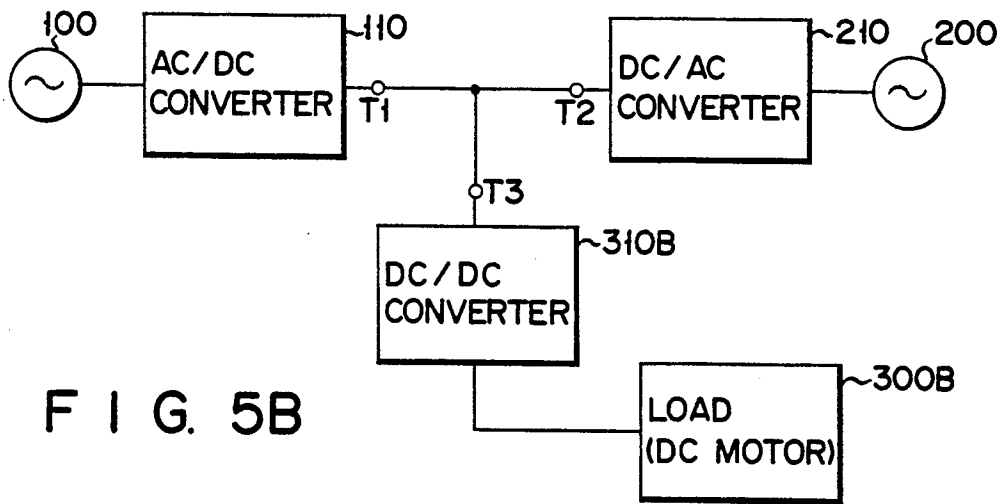 100
110
210
200
AC/DC
CONVERTER
T1
T2
DC/AC
CONVERTER
T3
310B
DC/DC
CONVERTER
300B
LOAD
(DC MOTOR)
FIG. 5B